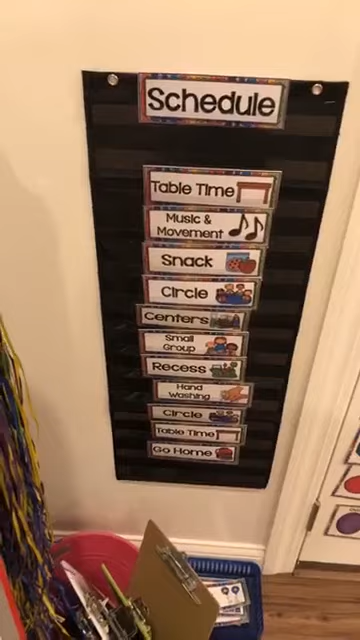 Schedule
Table Time
Music &
Movement
Snack
Circle
Centers
Small
Group
Recess
Hand
Washing
Circle
Table Time
Go Home